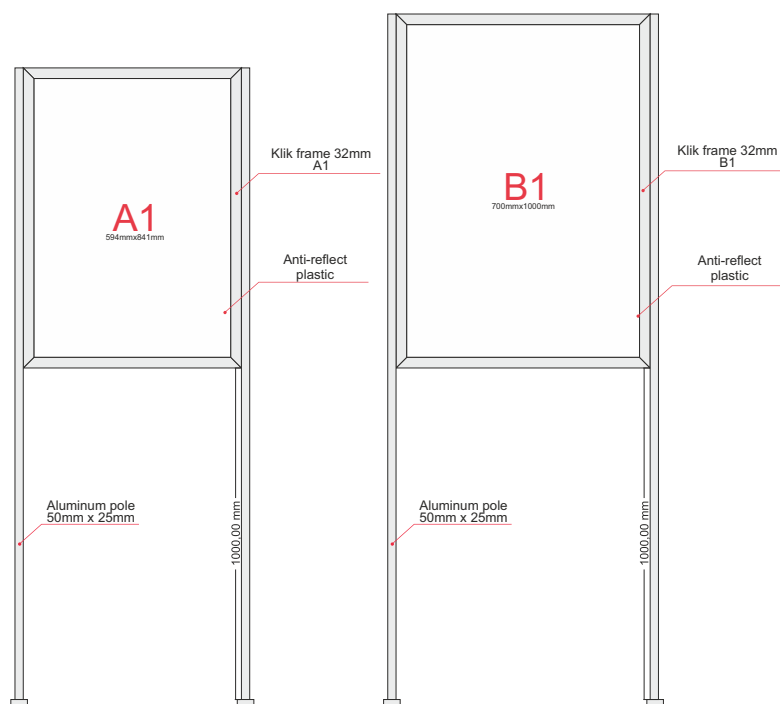 Klik frame 32mm
A1
A1
594mmx841mm
Anti-reflect
plastic
Aluminum pole
50mm x 25mm
1000,00 mm
Klik frame 32mm
B1
B1
700mmx1000mm
Anti-reflect
plastic
Aluminum pole
50mm x 25mm
1000,00 mm